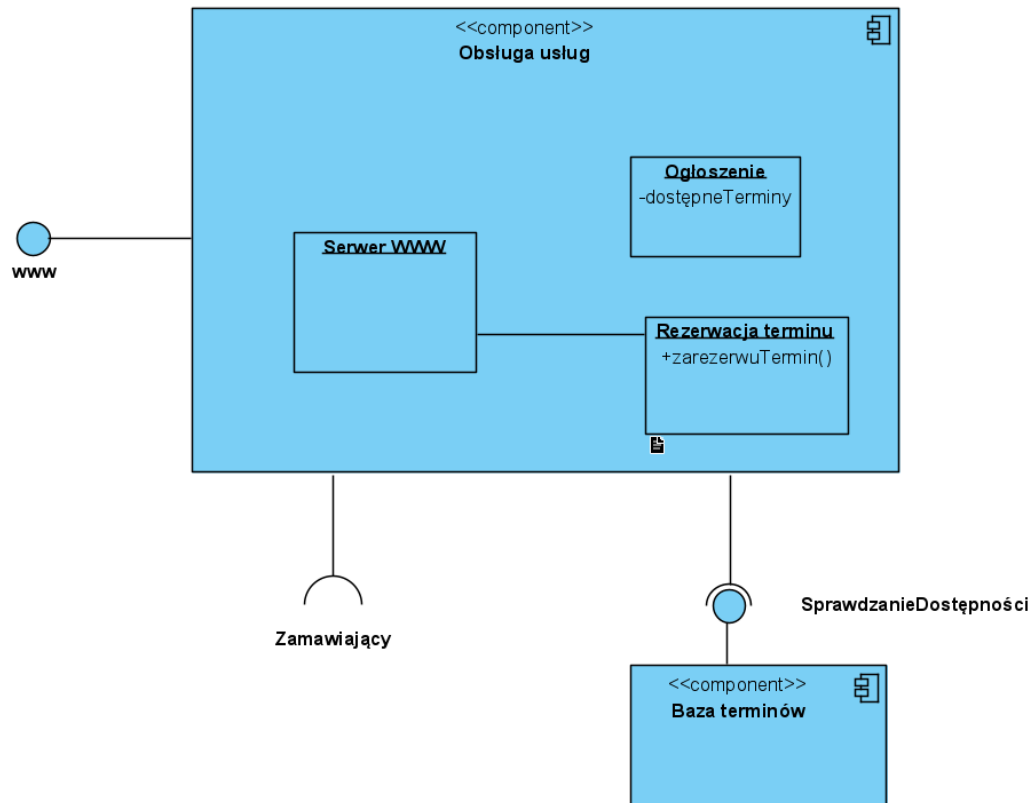 <<component>>
Obsługa usług
Ogłoszenie
-dostępneTerminy
Serwer WWW
www
Rezerwacja terminu
+zarezerwuTermin()
SprawdzanieDostępności
Zamawiający
<<component>>
Baza terminów